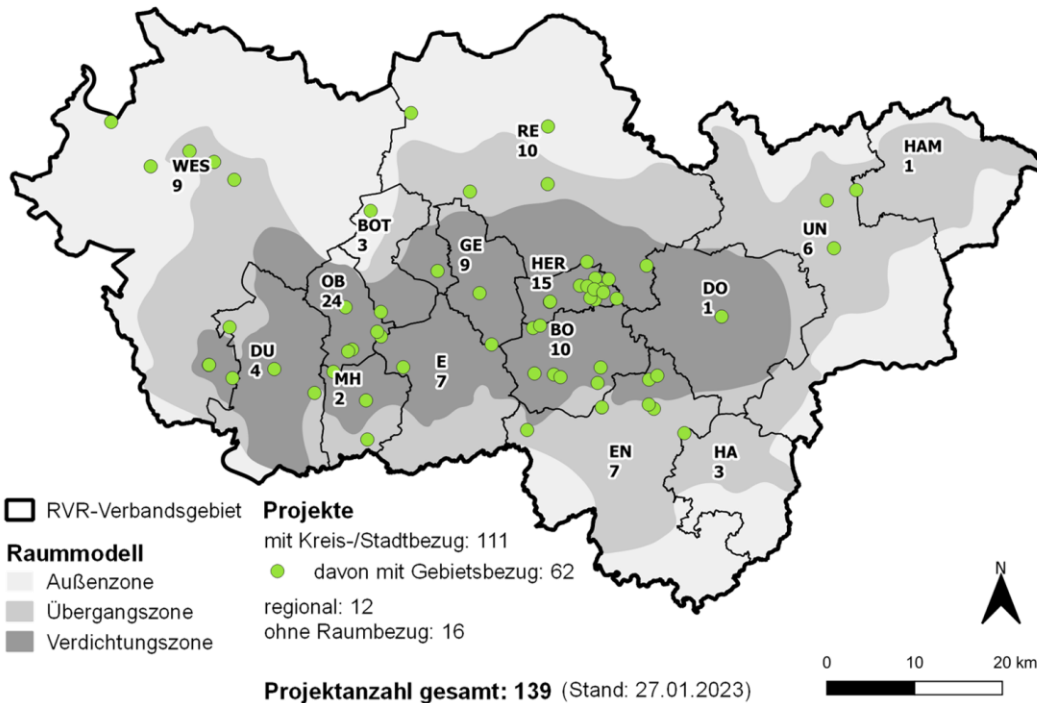 RE
10
HAM
1
WES
9
BOT
3
UN
6
GE
9
HER
15
OB
24
DO
1
BO
10
DU
4
E
7
MH
2
EN
7
HA
3
RVR-Verbandsgebiet
Raummodell
Außenzone
Übergangszone
Verdichtungszone
Projekte
mit Kreis-/Stadtbezug: 111
davon mit Gebietsbezug: 62
regional: 12
ohne Raumbezug: 16
Projektanzahl gesamt: 139 (Stand: 27.01.2023)
N
0 10 20 km